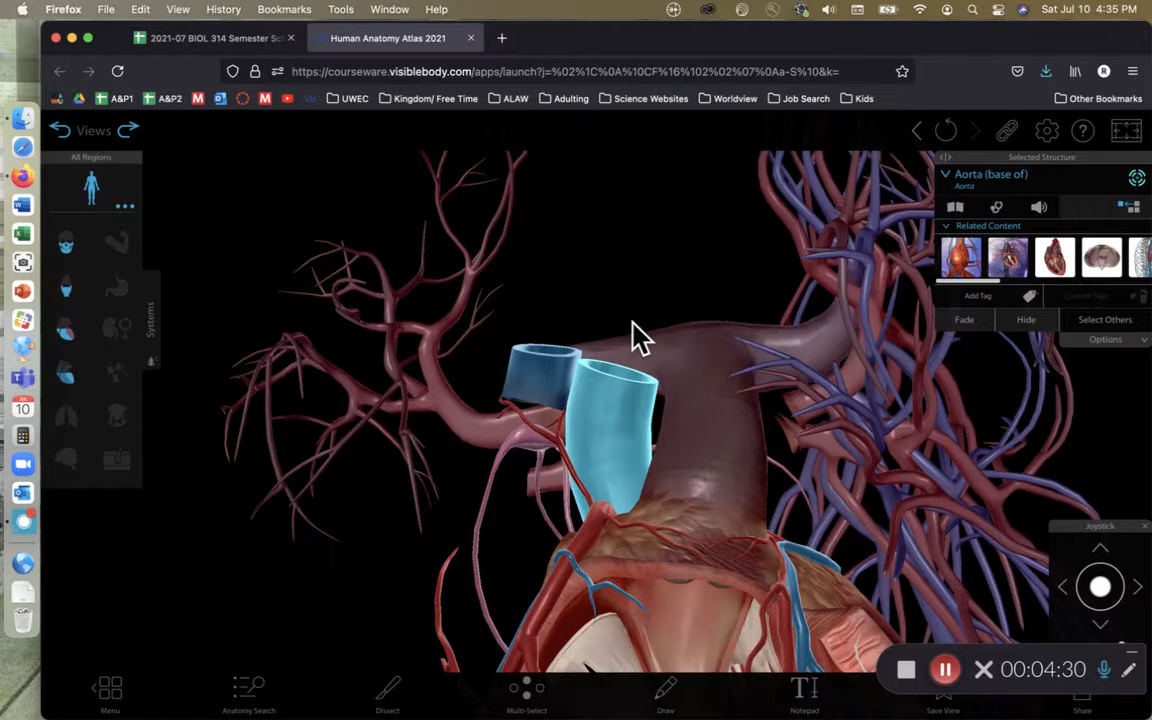 Firefox File Edit View History Bookmarks Tools Window Help Sat Jul 10 4:35 PM
2021-07 BIOL 314 Semester Sc
Human Anatomy Atlas 2021
https://courseware.visiblebody.com/apps/launch?j=%02%1C%0A%10CF%16%102%02%07%0Aa-S%10&k=
A&P1 A&P2 UWEC Kingdom/ Free Time ALAW Adulting Science Websites Worldview Job Search Kids Other Bookmarks
Views
All Regions
Systems
Selected Structure
Aorta (base of)
Aorta
Related Content
Add Tag
Fade Hide Select Others
Options
JUL
10
Joystick
00:04:30
Menu Anatomy Search Dissect Multi-Select Draw Notepad Save View Share